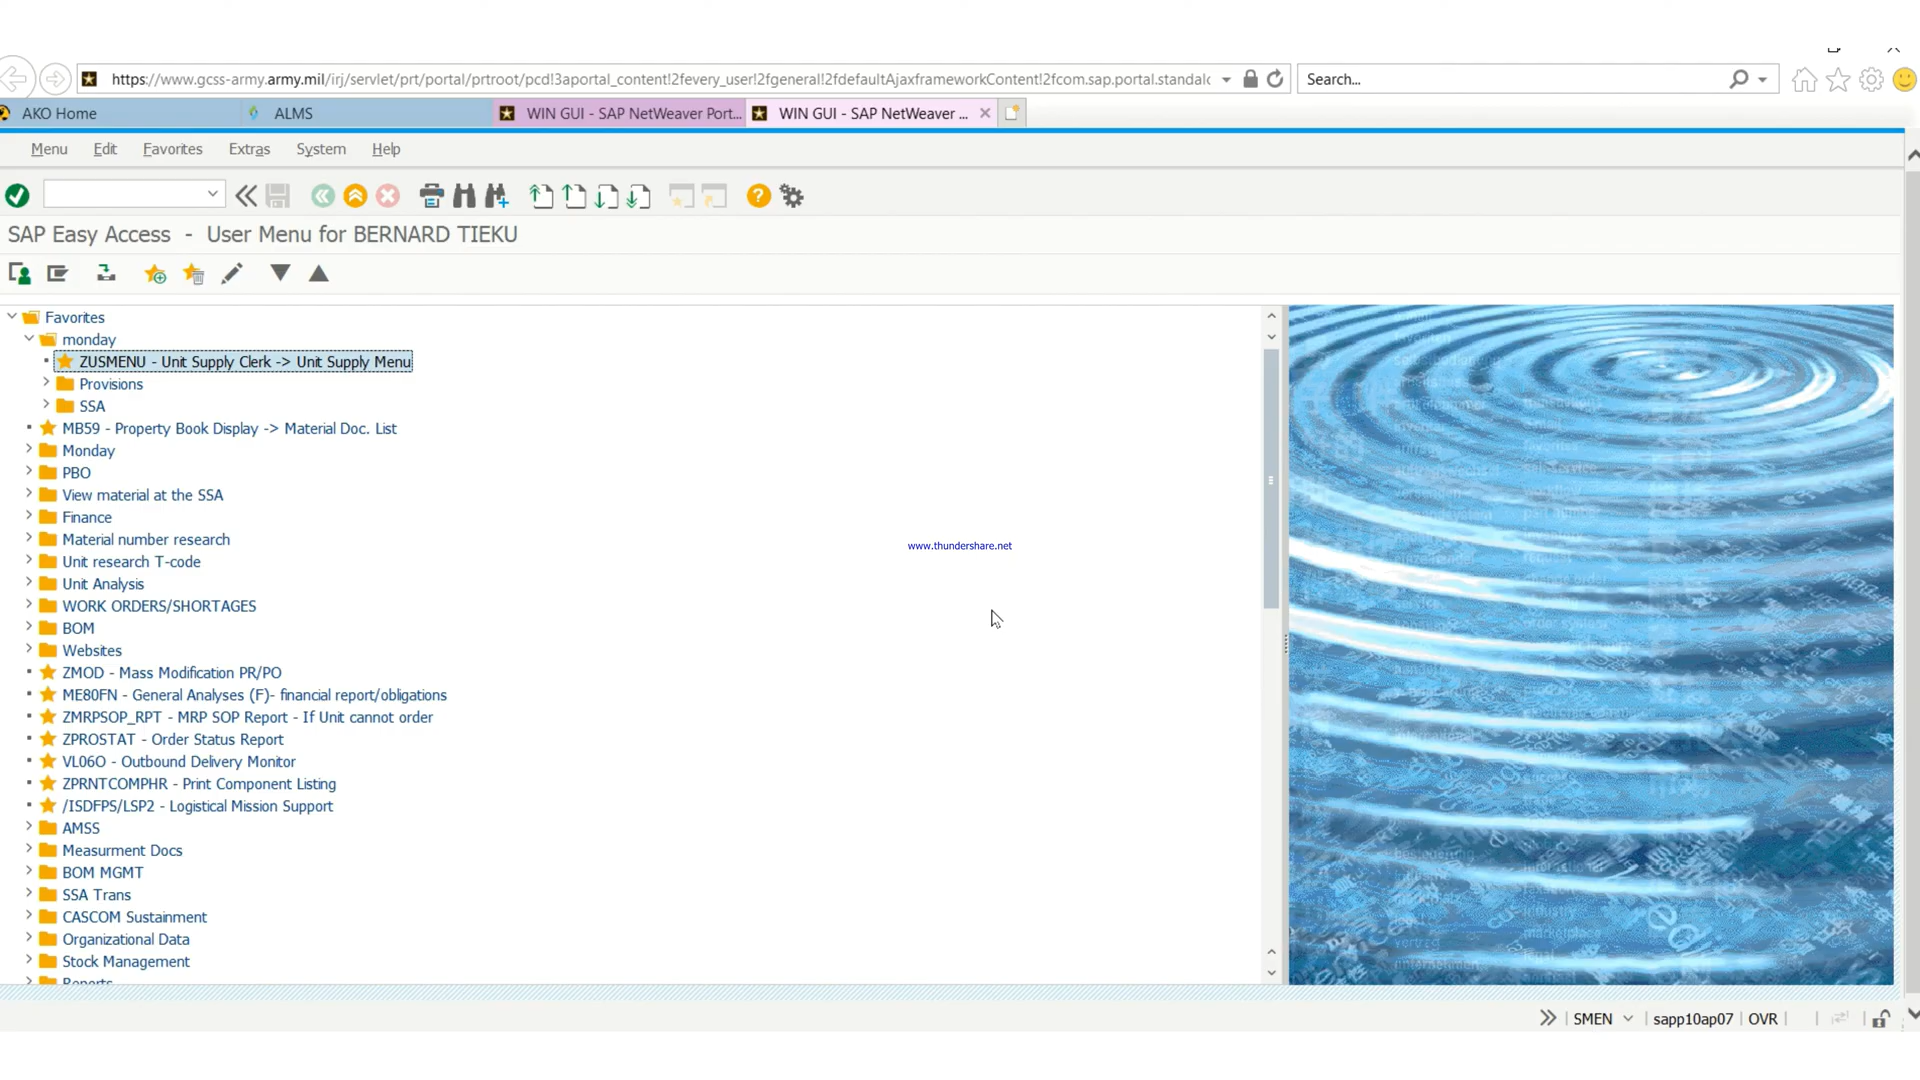 https://www.gcss-army.army.mil/irj/servlet/prt/portal/prtroot/pcd!3aportal_content!2fevery_user!2fgeneral!2fdefaultAjaxframeworkContent!2fcom.sap.portal.standalc
Search...
AKO Home
ALMS
WIN GUI - SAP NetWeaver Port...
WIN GUI - SAP NetWeaver ...
Menu Edit Favorites Extras System Help
SAP Easy Access - User Menu for BERNARD TIEKU
Favorites
monday
ZUSMENU - Unit Supply Clerk -> Unit Supply Menu
Provisions
SSA
MB59 - Property Book Display -> Material Doc. List
Monday
PBO
View material at the SSA
Finance
Material number research
Unit research T-code
Unit Analysis
WORK ORDERS/SHORTAGES
BOM
Websites
ZMOD - Mass Modification PR/PO
ME80FN - General Analyses (F)- financial report/obligations
ZMRPSOP_RPT - MRP SOP Report - If Unit cannot order
ZPROSTAT - Order Status Report
VL06O - Outbound Delivery Monitor
ZPRNTCOMPHR - Print Component Listing
/ISDFPS/LSP2 - Logistical Mission Support
AMSS
Measurment Docs
BOM MGMT
SSA Trans
CASCOM Sustainment
Organizational Data
Stock Management
Reports
www.thundershare.net
SMEN
sapp10ap07
OVR